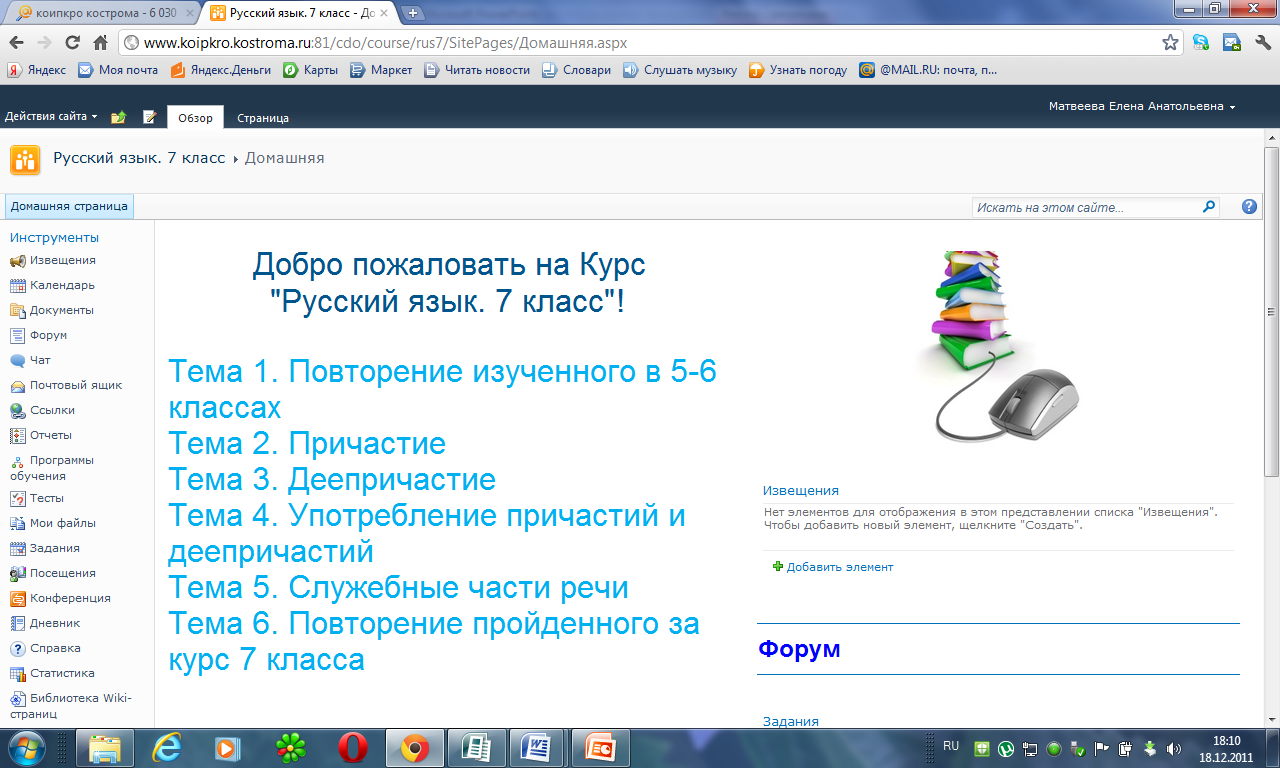 коипкро кострома - 6 030
Русский язык. 7 класс - До
www.koipkro.kostroma.ru:81/cdo/course/rus7/SitePages/Домашняя.aspx
Яндекс Моя почта Яндекс.Деньги Карты Маркет Читать новости Словари Слушать музыку Узнать погоду @MAIL.RU: почта, п...
Матвеева Елена Анатольевна
Действия сайта Обзор Страница
Русский язык. 7 класс Домашняя
Домашняя страница
Искать на этом сайте...
Инструменты
Извещения
Календарь
Документы
Форум
Чат
Почтовый ящик
Ссылки
Отчеты
Программы
обучения
Тесты
Мои файлы
Задания
Посещения
Конференция
Дневник
Справка
Статистика
Библиотека Wiki-
страниц
Добро пожаловать на Курс
"Русский язык. 7 класс"!
Тема 1. Повторение изученного в 5-6
классах
Тема 2. Причастие
Тема 3. Деепричастие
Тема 4. Употребление причастий и
деепричастий
Тема 5. Служебные части речи
Тема 6. Повторение пройденного за
курс 7 класса
Извещения
Нет элементов для отображения в этом представлении списка "Извещения".
Чтобы добавить новый элемент, щелкните "Создать".
Добавить элемент
Форум
Задания
RU
18:10
18.12.2011